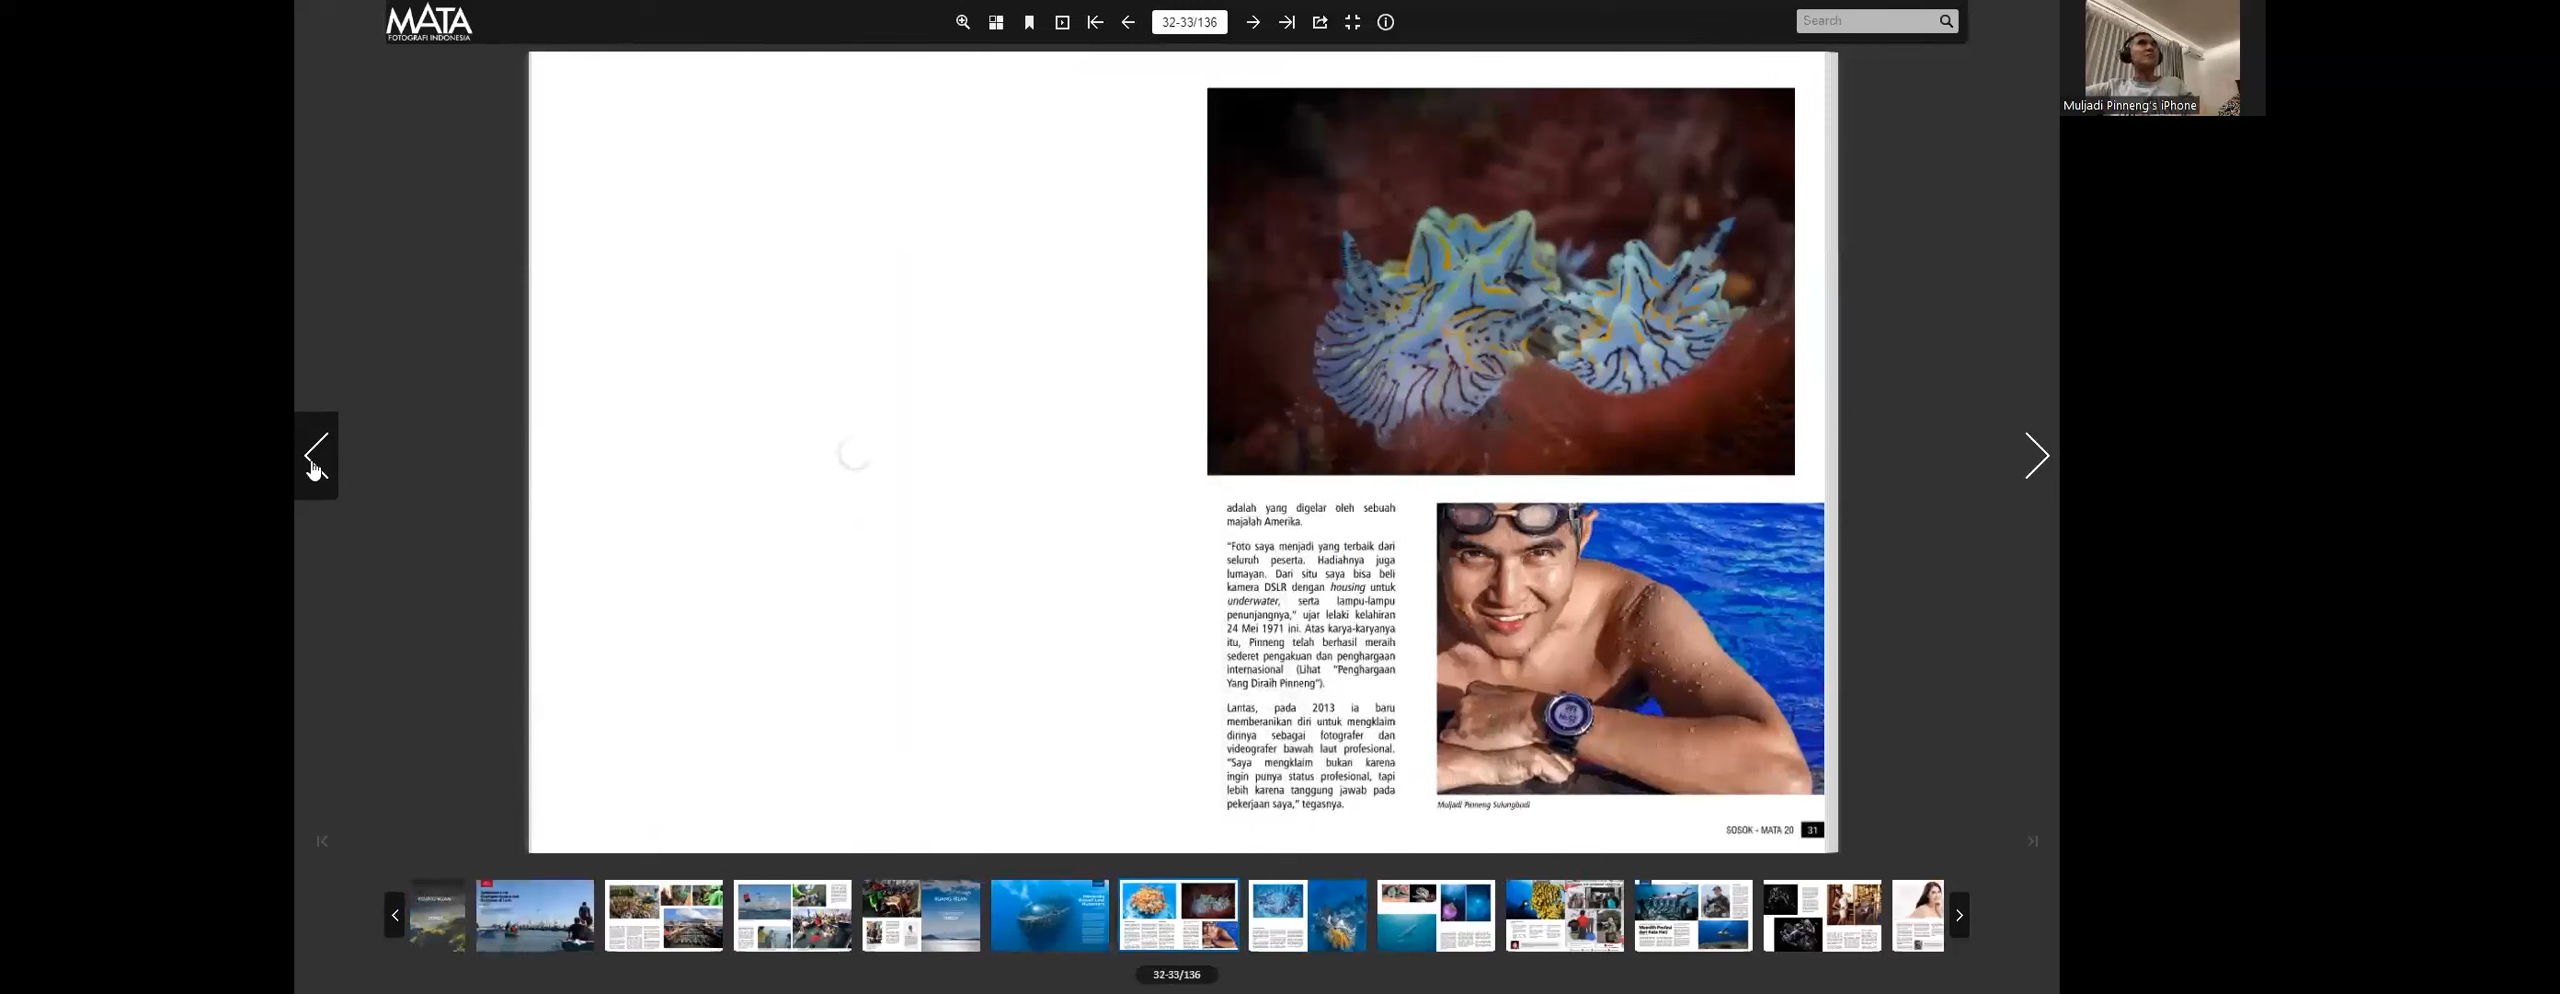 MATA
FOTOGRAFI INDONESIA
32-33/136
Search
Muljadi Pinneng's iPhone
adalah yang digelar oleh sebuah
majalah Amerika.
"Foto saya menjadi yang terbaik dari
seluruh peserta. Hadiahnya juga
lumayan. Dari situ saya bisa beli
kamera DSLR dengan housing untuk
underwater, serta lampu-lampu
penunjangnya," ujar lelaki kelahiran
24 Mei 1971 ini. Atas karya-karyanya
itu, Pinneng telah berhasil meraih
sederet pengakuan dan penghargaan
internasional (Lihat "Penghargaan
Yang Diraih Pinneng").
Lantas, pada 2013 ia baru
memberanikan diri untuk mengklaim
dirinya sebagai fotografer dan
videografer bawah laut profesional.
"Saya mengklaim bukan karena
ingin punya status profesional, tapi
lebih karena tanggung jawab pada
pekerjaan saya," tegasnya.
Muljadi Pinneng Sulungbudi
SOSOK - MATA 20 31
32-33/136